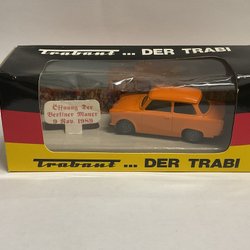 Trabant ... DER TRABI
Öffnung Der
Berliner Mauer
9 Nov. 1989
Trabant ... DER TRABI